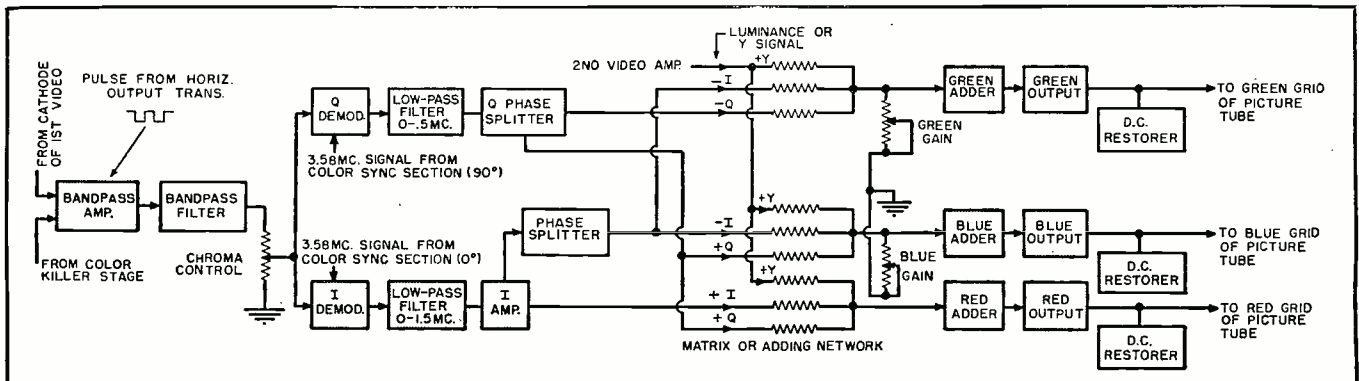 LUMINANCE OR
Y SIGNAL
2ND VIDEO AMP.
+Y
-I
-Q
PULSE FROM HORIZ.
OUTPUT TRANS.
FROM CATHODE
OF 1ST VIDEO
BANDPASS
AMP.
BANDPASS
FILTER
FROM COLOR
KILLER STAGE
CHROMA
CONTROL
Q
DEMOD.
LOW-PASS
FILTER
0-.5MC.
Q PHASE
SPLITTER
3.58MC. SIGNAL FROM
COLOR SYNC SECTION (90°)
3.58MC. SIGNAL FROM
COLOR SYNC SECTION (0°)
I
DEMOD.
LOW-PASS
FILTER
0-1.5MC.
I
AMP.
PHASE
SPLITTER
+Y
-I
+Q
+Y
+I
+Q
MATRIX OR ADDING NETWORK
GREEN
GAIN
BLUE
GAIN
GREEN
ADDER
GREEN
OUTPUT
D.C.
RESTORER
TO GREEN GRID
OF PICTURE
TUBE
BLUE
ADDER
BLUE
OUTPUT
D.C.
RESTORER
TO BLUE GRID
OF PICTURE
TUBE
RED
ADDER
RED
OUTPUT
D.C.
RESTORER
TO RED GRID
OF PICTURE
TUBE